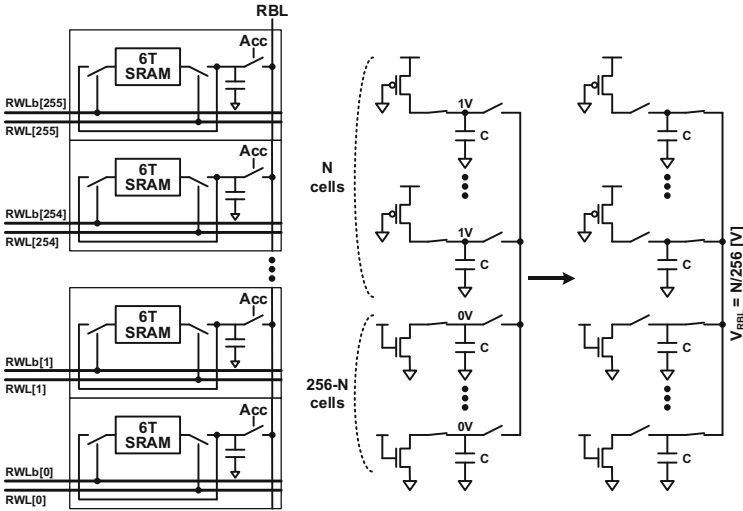 RBL
Acc
6T
SRAM
RWLb[255]
RWL[255]
Acc
6T
SRAM
RWLb[254]
RWL[254]
Acc
6T
SRAM
RWLb[1]
RWL[1]
Acc
6T
SRAM
RWLb[0]
RWL[0]
N
cells
256-N
cells
1V
C
1V
C
0V
C
0V
C
C
C
C
C
VRBL = N/256 [V]